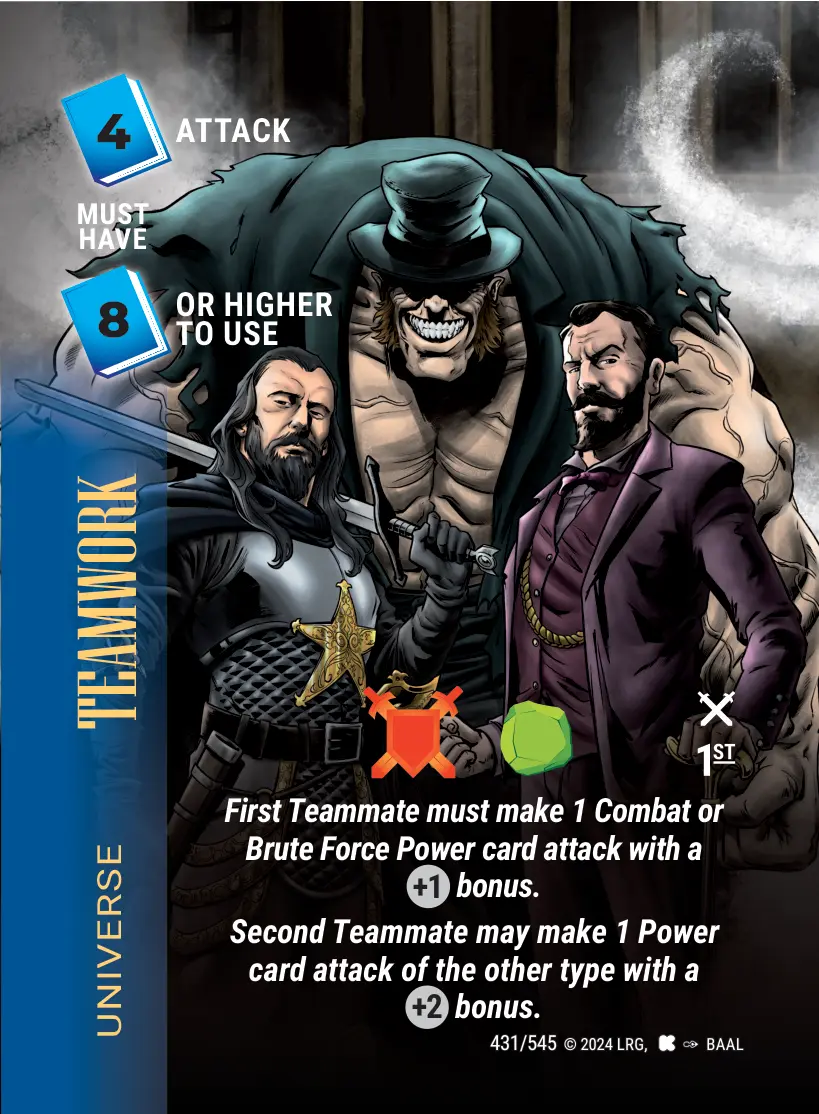 4 ATTACK
MUST
HAVE
8 OR HIGHER
TO USE
TEAMWORK
UNIVERSE
1ST
First Teammate must make 1 Combat or
Brute Force Power card attack with a
+1 bonus.
Second Teammate may make 1 Power
card attack of the other type with a
+2 bonus.
431/545 © 2024 LRG, BAAL